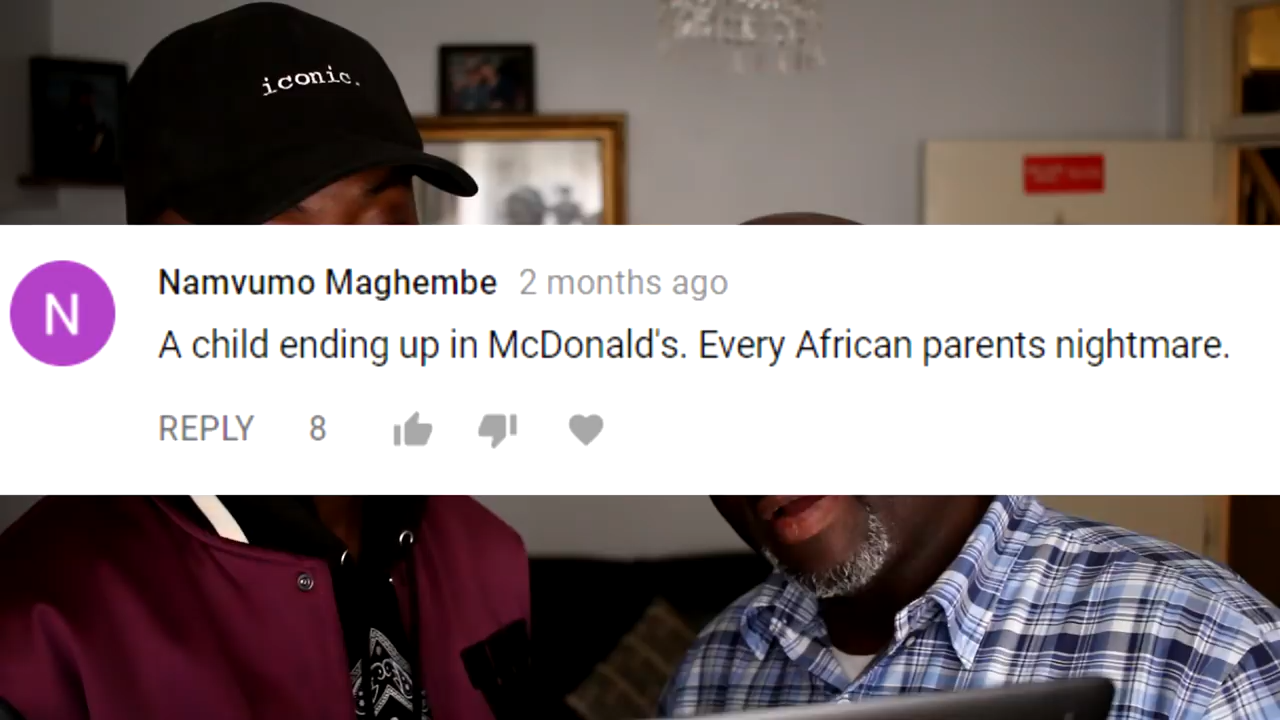 iconic.
N
Namvumo Maghembe 2 months ago
A child ending up in McDonald's. Every African parents nightmare.
REPLY 8